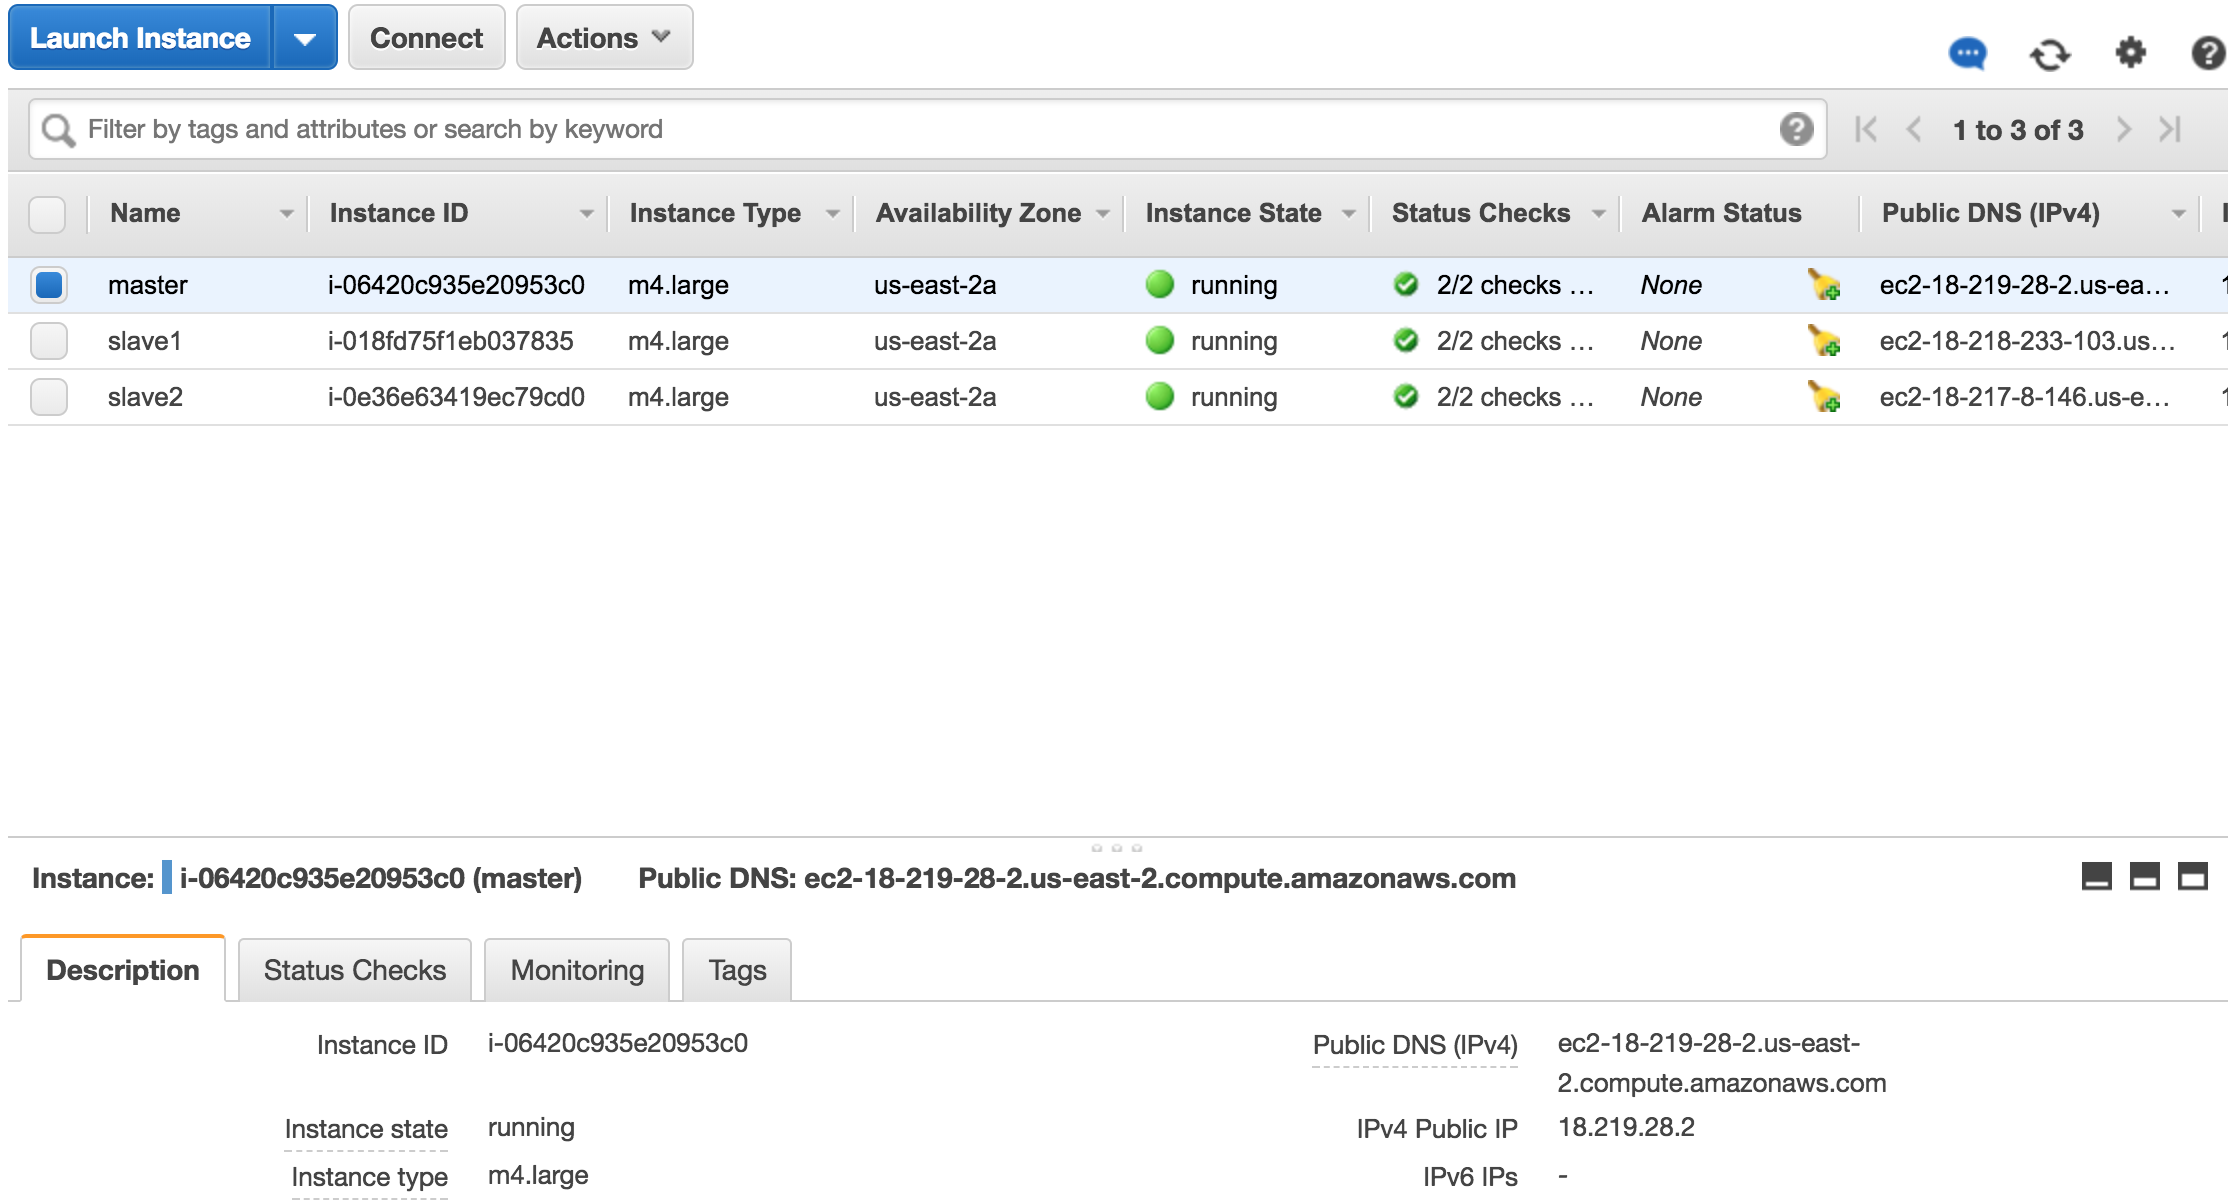 Launch Instance Connect Actions
Filter by tags and attributes or search by keyword 1 to 3 of 3
Name Instance ID Instance Type Availability Zone Instance State Status Checks Alarm Status Public DNS (IPv4)
master i-06420c935e20953c0 m4.large us-east-2a running 2/2 checks ... None ec2-18-219-28-2.us-ea...
slave1 i-018fd75f1eb037835 m4.large us-east-2a running 2/2 checks ... None ec2-18-218-233-103.us...
slave2 i-0e36e63419ec79cd0 m4.large us-east-2a running 2/2 checks ... None ec2-18-217-8-146.us-e...
Instance: i-06420c935e20953c0 (master) Public DNS: ec2-18-219-28-2.us-east-2.compute.amazonaws.com
Description Status Checks Monitoring Tags
Instance ID i-06420c935e20953c0 Public DNS (IPv4) ec2-18-219-28-2.us-east-
2.compute.amazonaws.com
Instance state running IPv4 Public IP 18.219.28.2
Instance type m4.large IPv6 IPs -